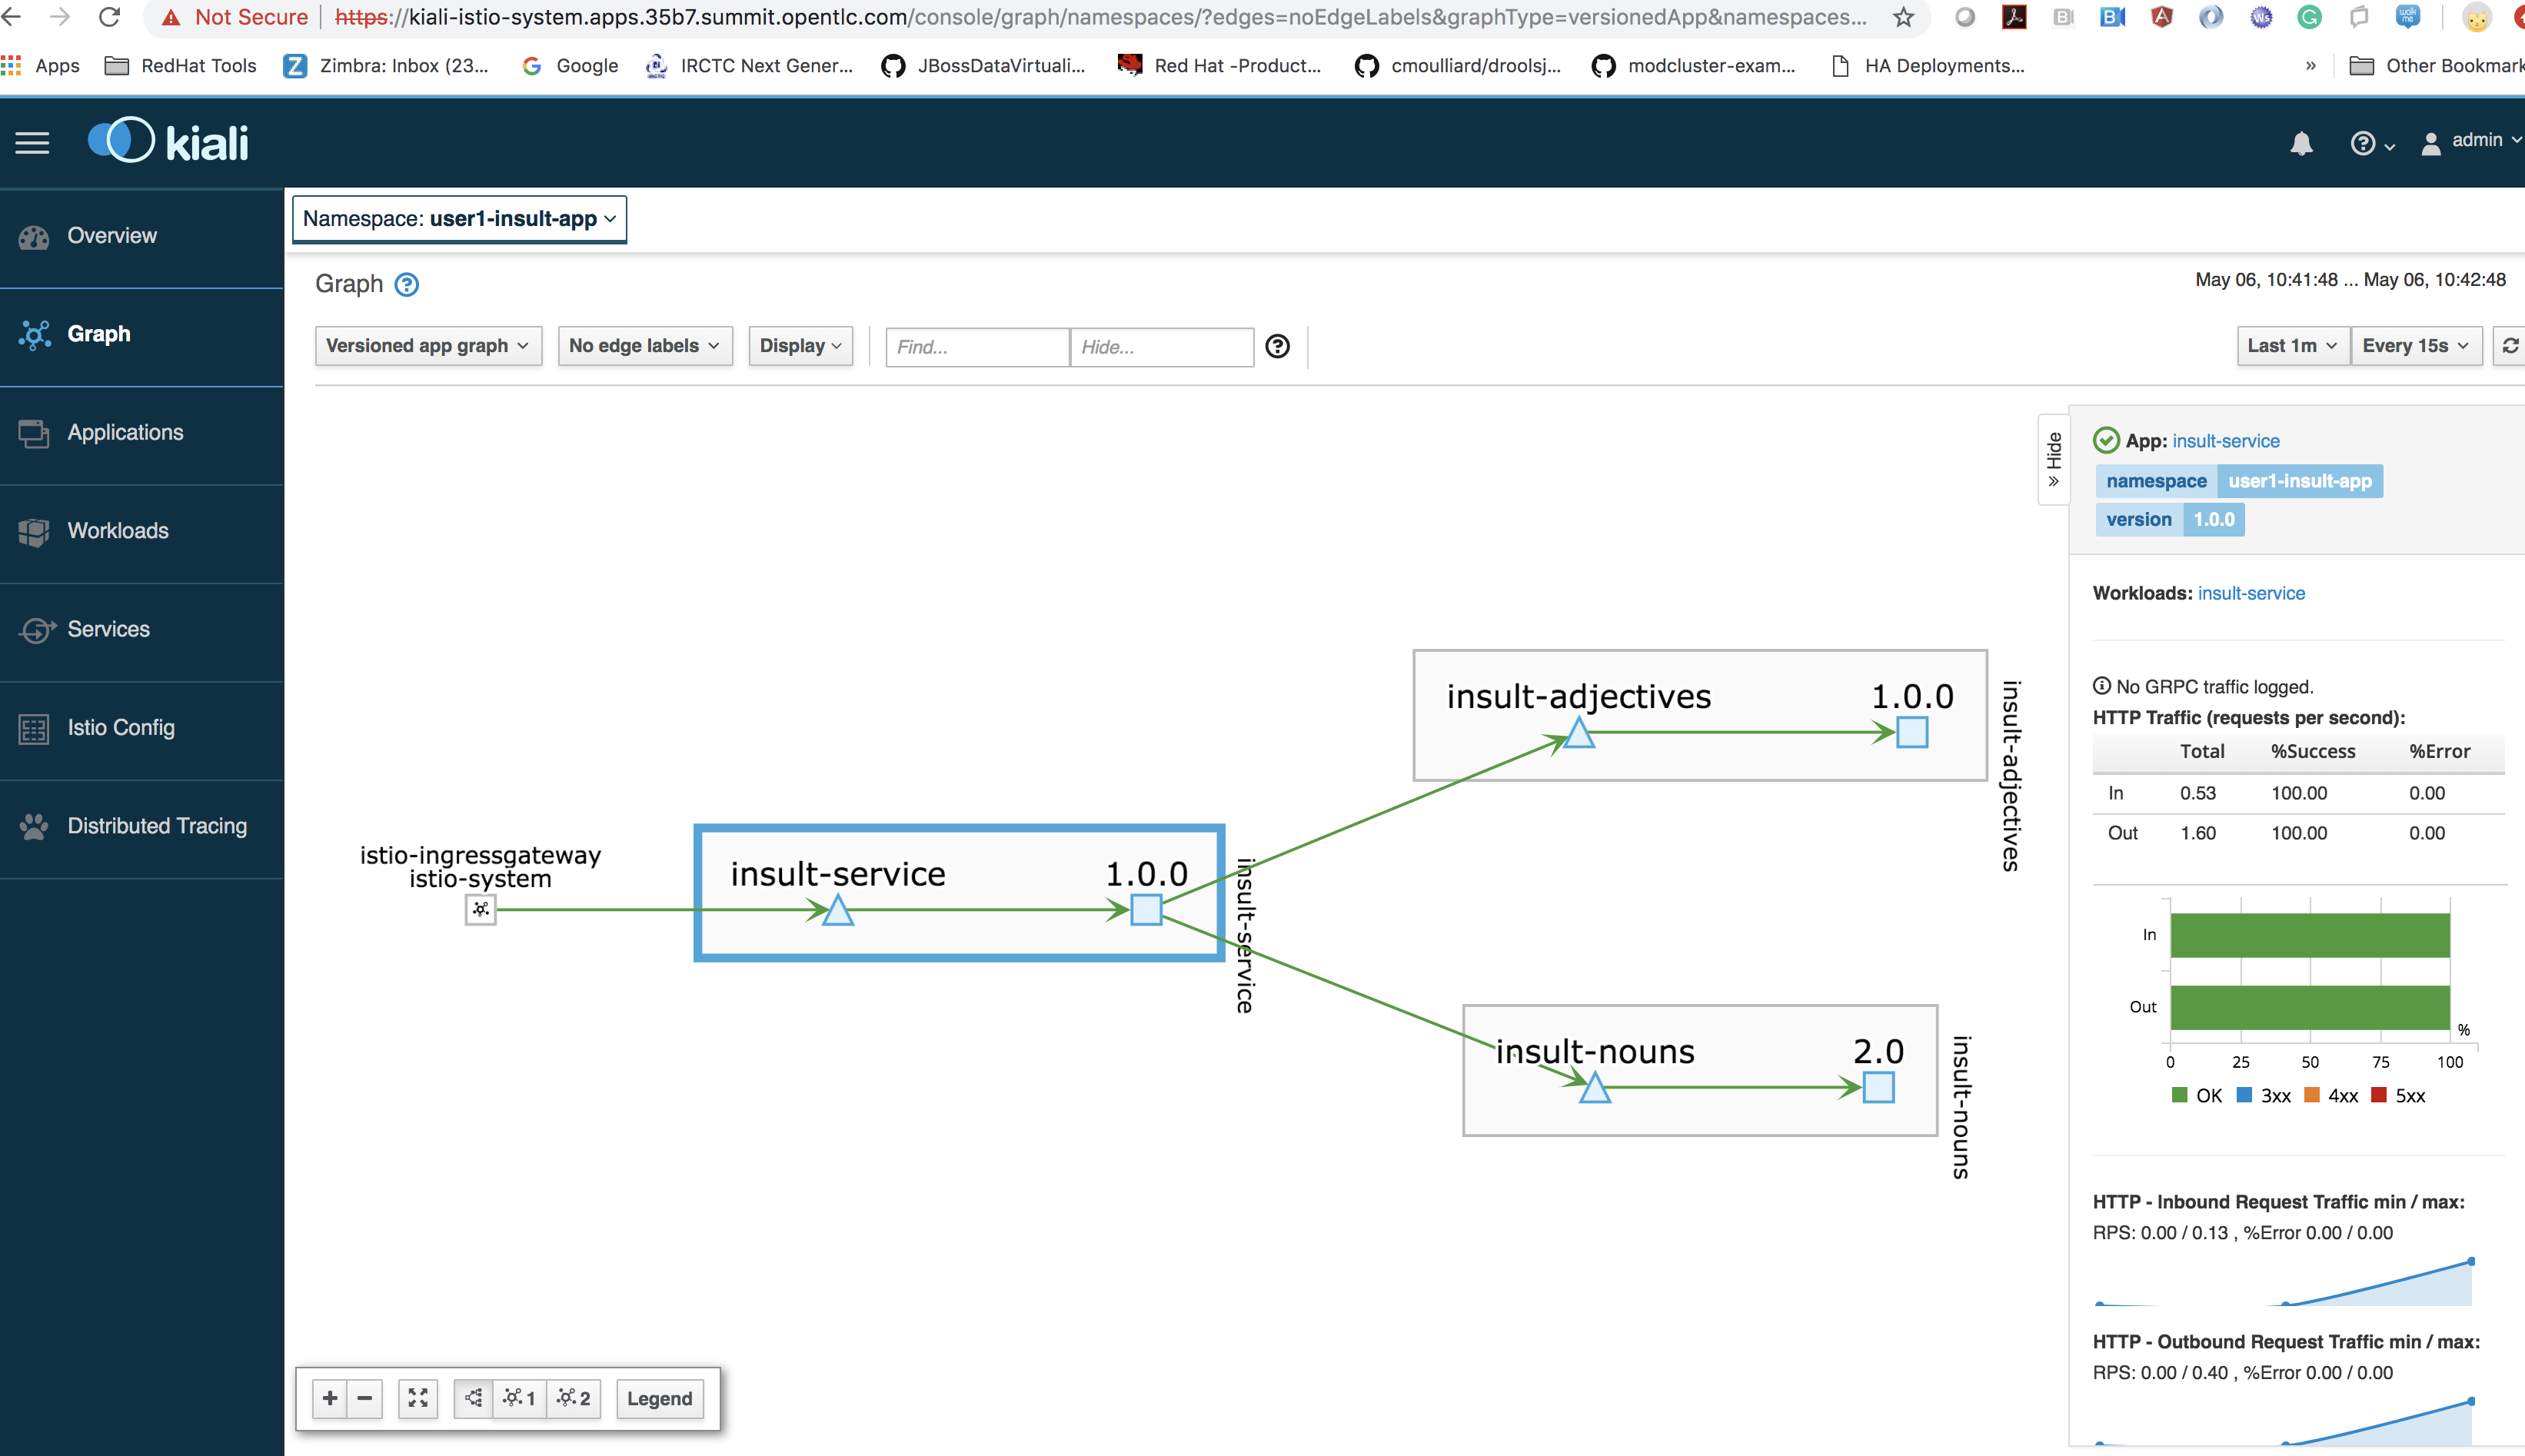 Not Secure | https://kiali-istio-system.apps.35b7.summit.opentlc.com/console/graph/namespaces/?edges=noEdgeLabels&graphType=versionedApp&namespaces...
Apps RedHat Tools Zimbra: Inbox (23... Google IRCTC Next Gener... JBossDataVirtuali... Red Hat -Product... cmoulliard/droolsj... modcluster-exam... HA Deployments... » Other Bookmark
kiali
admin
Namespace: user1-insult-app
Overview
Graph
Applications
Workloads
Services
Istio Config
Distributed Tracing
Graph
May 06, 10:41:48 ... May 06, 10:42:48
Versioned app graph No edge labels Display Find... Hide...
Last 1m Every 15s
istio-ingressgateway
istio-system
insult-service 1.0.0
insult-service
insult-adjectives 1.0.0
insult-adjectives
insult-nouns 2.0
insult-nouns
Hide »
App: insult-service
namespace user1-insult-app
version 1.0.0
Workloads: insult-service
No GRPC traffic logged.
HTTP Traffic (requests per second):
Total %Success %Error
In 0.53 100.00 0.00
Out 1.60 100.00 0.00
In
Out
%
0 25 50 75 100
OK 3xx 4xx 5xx
HTTP - Inbound Request Traffic min / max:
RPS: 0.00 / 0.13 , %Error 0.00 / 0.00
HTTP - Outbound Request Traffic min / max:
RPS: 0.00 / 0.40 , %Error 0.00 / 0.00
+ − 1 2 Legend